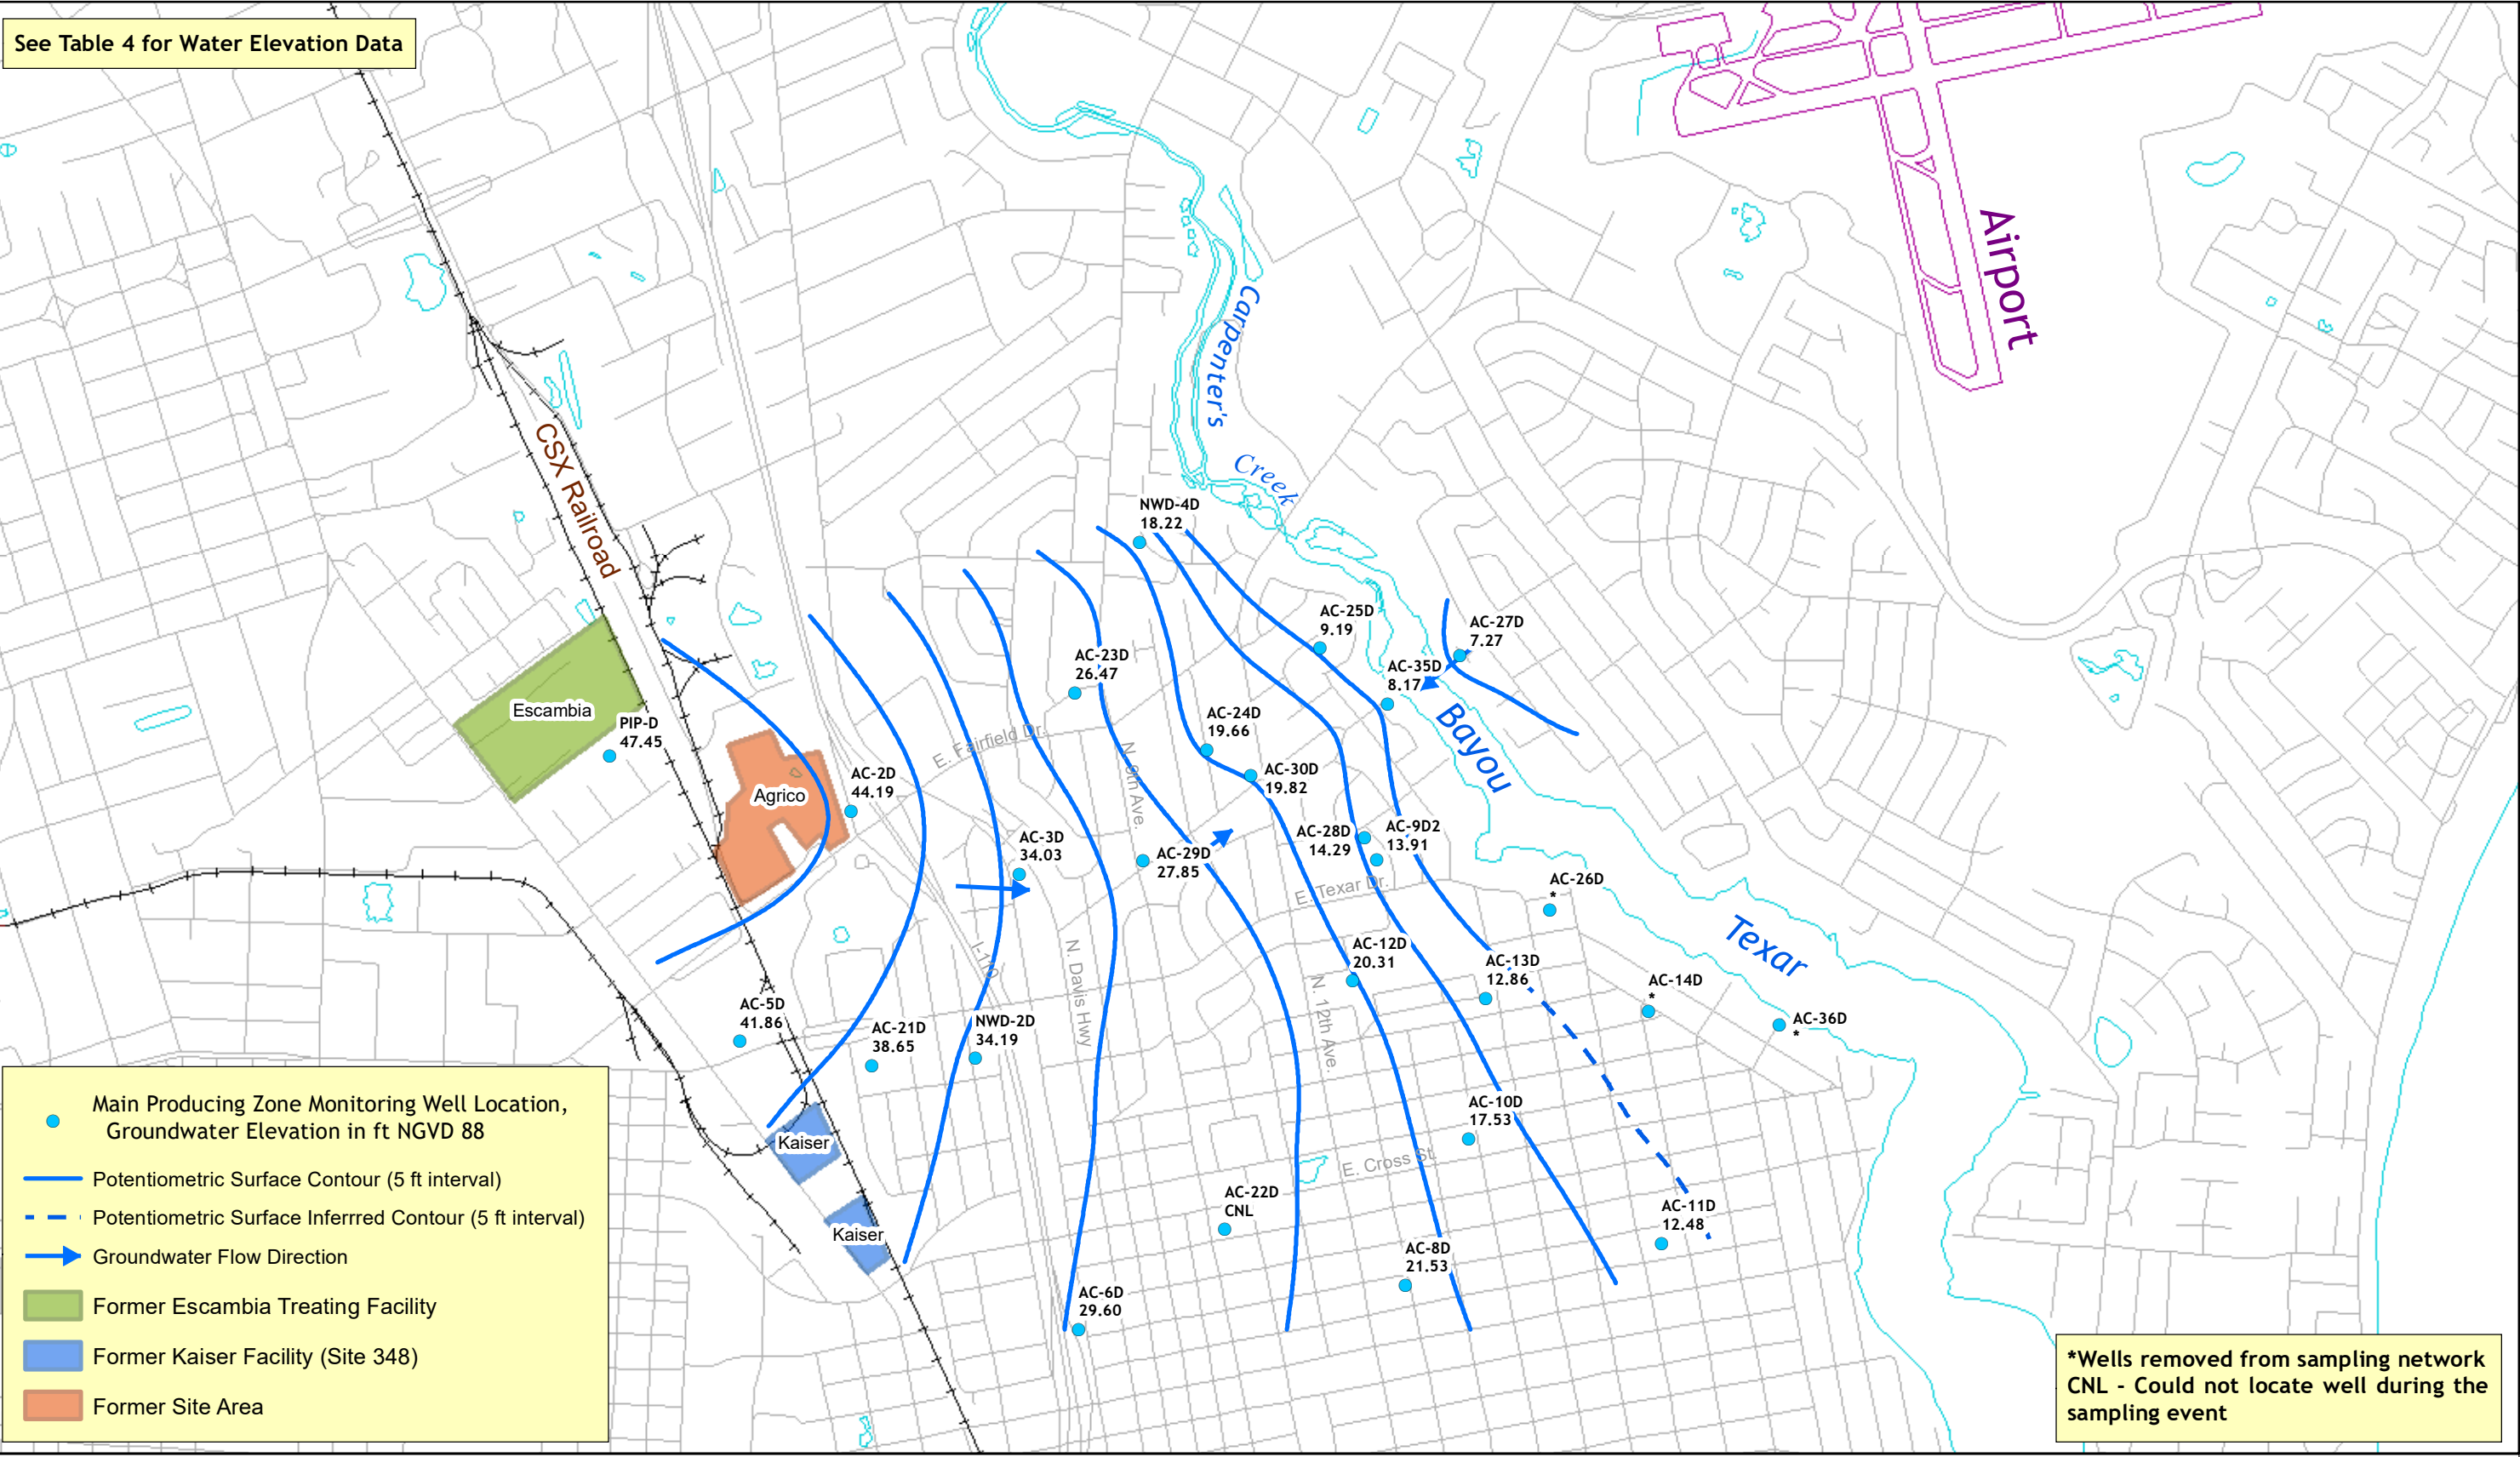 See Table 4 for Water Elevation Data
Airport
Carpenter's
Creek
CSX Railroad
NWD-4D
18.22
AC-25D
9.19
AC-27D
7.27
AC-23D
26.47
AC-35D
8.17
Escambia
PIP-D
47.45
AC-24D
19.66
Bayou
E. Fairfield Dr.
N. 9th Ave.
AC-2D
44.19
Agrico
AC-30D
19.82
AC-3D
34.03
AC-29D
27.85
AC-28D
14.29
AC-9D2
13.91
E. Texar Dr.
AC-26D
*
Texar
I-110
N. Davis Hwy
AC-12D
20.31
AC-13D
12.86
N. 12th Ave.
AC-14D
*
AC-36D
*
AC-5D
41.86
AC-21D
38.65
NWD-2D
34.19
AC-10D
17.53
Kaiser
E. Cross St.
AC-22D
CNL
AC-11D
12.48
Kaiser
AC-8D
21.53
AC-6D
29.60
Main Producing Zone Monitoring Well Location,
Groundwater Elevation in ft NGVD 88
Potentiometric Surface Contour (5 ft interval)
Potentiometric Surface Inferrred Contour (5 ft interval)
Groundwater Flow Direction
Former Escambia Treating Facility
Former Kaiser Facility (Site 348)
Former Site Area
*Wells removed from sampling network
CNL - Could not locate well during the
sampling event